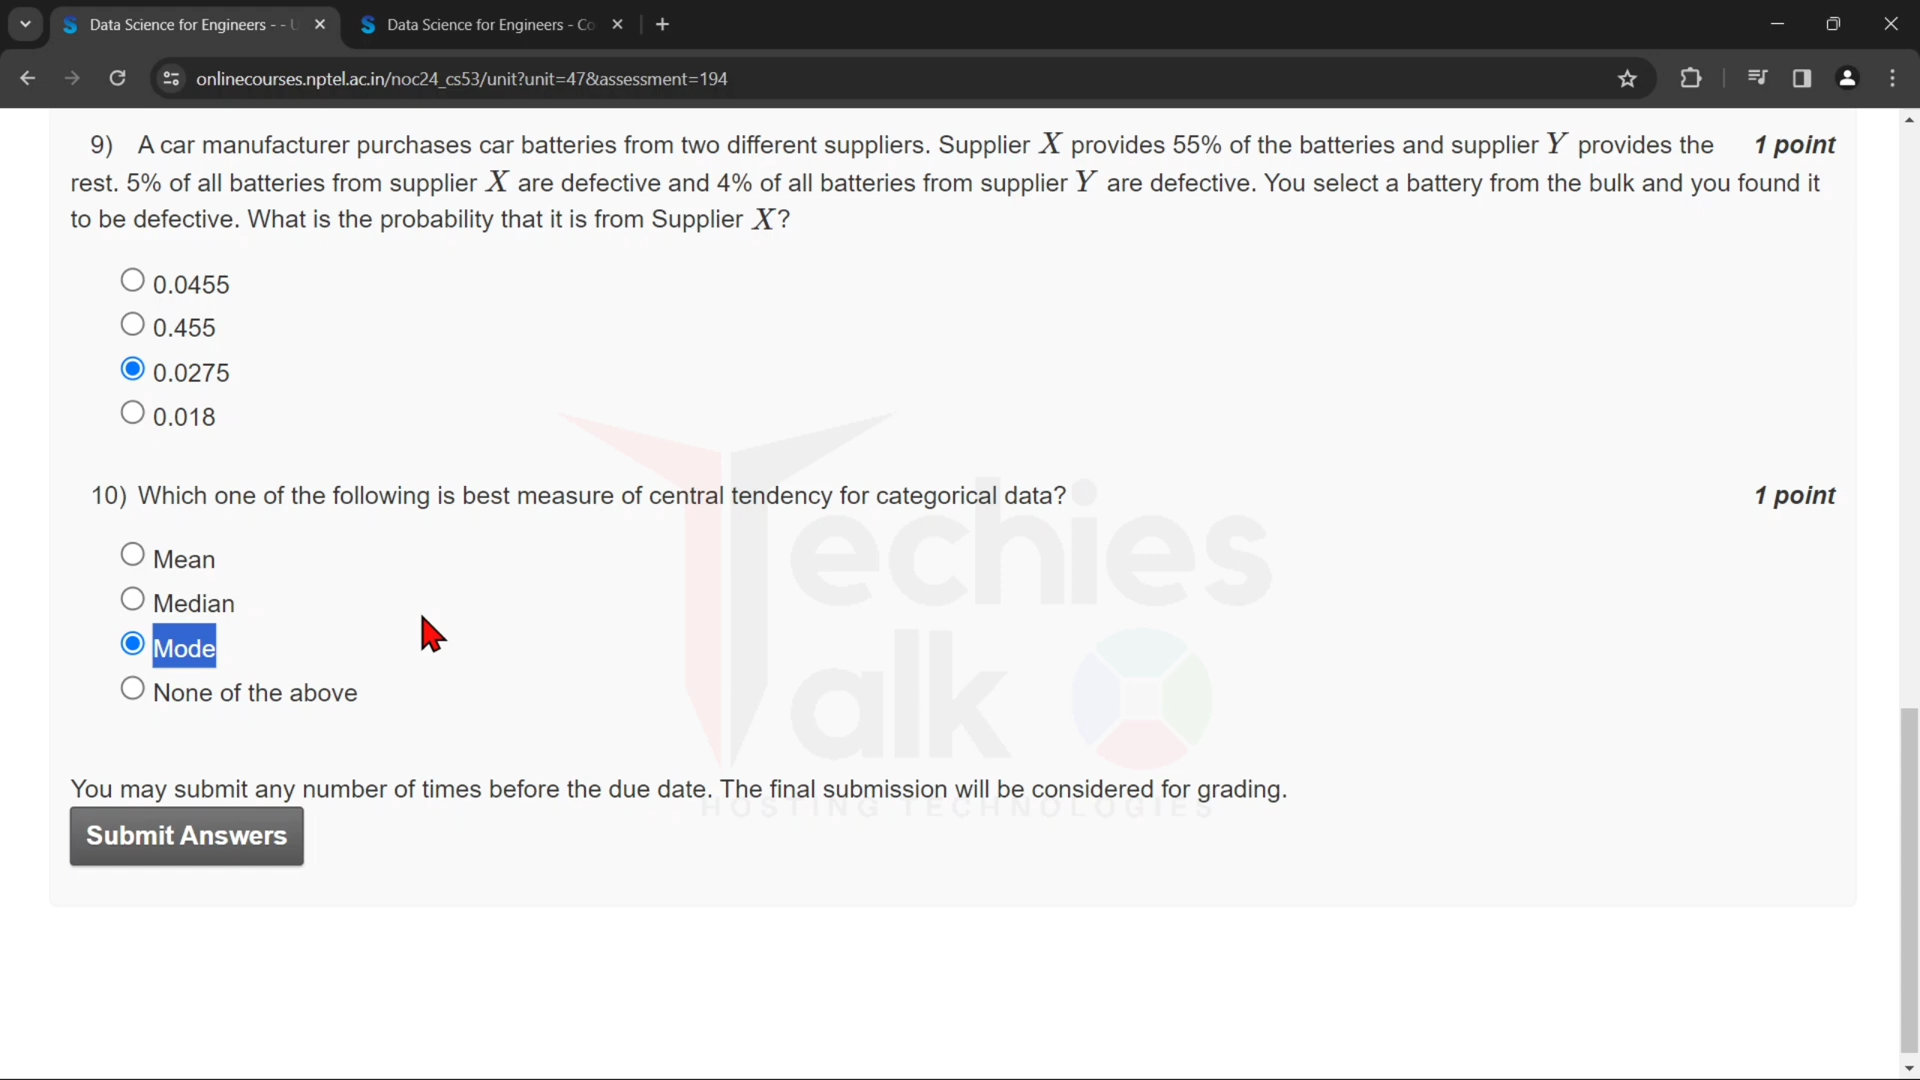 Data Science for Engineers - - U
Data Science for Engineers - Co
onlinecourses.nptel.ac.in/noc24_cs53/unit?unit=47&assessment=194
9) A car manufacturer purchases car batteries from two different suppliers. Supplier X provides 55% of the batteries and supplier Y provides the 1 point
rest. 5% of all batteries from supplier X are defective and 4% of all batteries from supplier Y are defective. You select a battery from the bulk and you found it
to be defective. What is the probability that it is from Supplier X?
0.0455
0.455
0.0275
0.018
10) Which one of the following is best measure of central tendency for categorical data? 1 point
Mean
Median
Mode
None of the above
Techies
Talk
You may submit any number of times before the due date. The final submission will be considered for grading.
HOSTING TECHNOLOGIES
Submit Answers